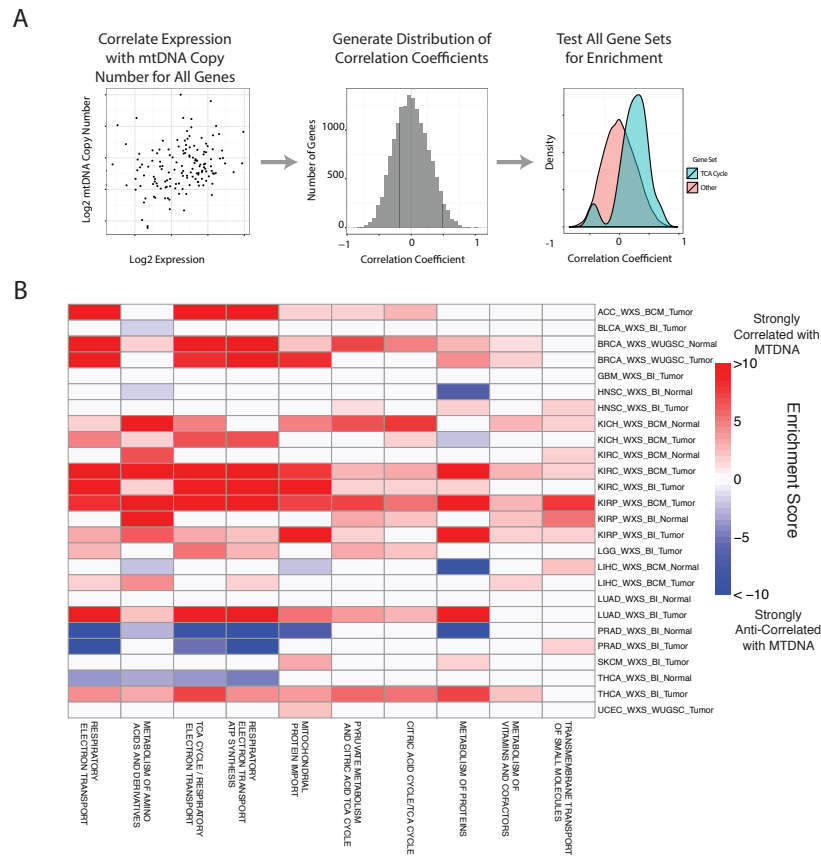 A
Correlate Expression
with mtDNA Copy
Number for All Genes
Generate Distribution of
Correlation Coefficients
Test All Gene Sets
for Enrichment
Log2 mtDNA Copy Number
Log2 Expression
Number of Genes
1000
500
0
−1
0
1
Correlation Coefficient
Density
-1
0
1
Correlation Coefficient
Gene Set
TCA Cycle
Other
B
ACC_WXS_BCM_Tumor
BLCA_WXS_BI_Tumor
BRCA_WXS_WUGSC_Normal
BRCA_WXS_WUGSC_Tumor
GBM_WXS_BI_Tumor
HNSC_WXS_BI_Normal
HNSC_WXS_BI_Tumor
KICH_WXS_BCM_Normal
KICH_WXS_BCM_Tumor
KIRC_WXS_BCM_Normal
KIRC_WXS_BCM_Tumor
KIRC_WXS_BI_Tumor
KIRP_WXS_BCM_Tumor
KIRP_WXS_BI_Normal
KIRP_WXS_BI_Tumor
LGG_WXS_BI_Tumor
LIHC_WXS_BCM_Normal
LIHC_WXS_BCM_Tumor
LUAD_WXS_BI_Normal
LUAD_WXS_BI_Tumor
PRAD_WXS_BI_Normal
PRAD_WXS_BI_Tumor
SKCM_WXS_BI_Tumor
THCA_WXS_BI_Normal
THCA_WXS_BI_Tumor
UCEC_WXS_WUGSC_Tumor
Strongly
Correlated with
MTDNA
>10
5
0
−5
< −10
Enrichment Score
Strongly
Anti-Correlated
with MTDNA
RESPIRATORY
ELECTRON TRANSPORT
METABOLISM OF AMINO
ACIDS AND DERIVATIVES
TCA CYCLE / RESPIRATORY
ELECTRON TRANSPORT
RESPIRATORY
ELECTRON TRANSPORT
ATP SYNTHESIS
MITOCHONDRIAL
PROTEIN IMPORT
PYRUVATE METABOLISM
AND CITRIC ACID TCA CYCLE
CITRIC ACID CYCLE/TCA CYCLE
METABOLISM OF PROTEINS
METABOLISM OF
VITAMINS AND COFACTORS
TRANSMEMBRANE TRANSPORT
OF SMALL MOLECULES